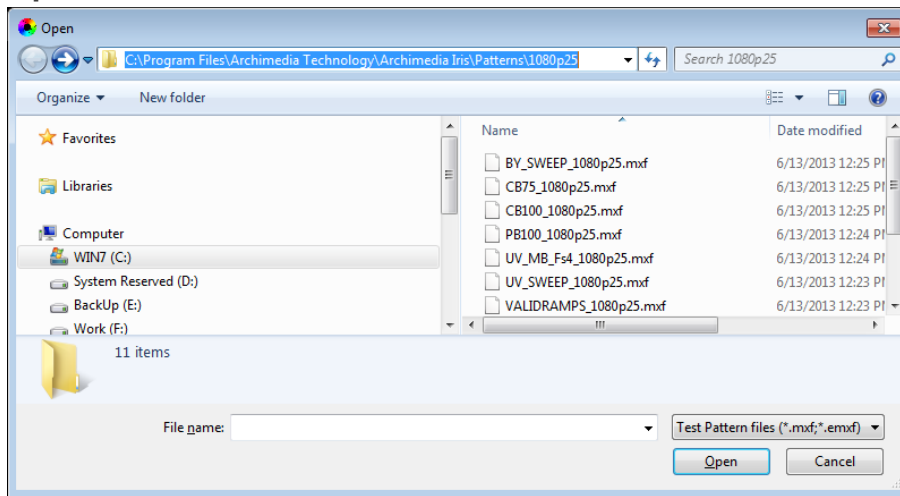 Open
C:\Program Files\Archimedia Technology\Archimedia Iris\Patterns\1080p25
Search 1080p25
Organize
New folder
Favorites
Libraries
Computer
WIN7 (C:)
System Reserved (D:)
BackUp (E:)
Work (F:)
Name Date modified
BY_SWEEP_1080p25.mxf 6/13/2013 12:25 PM
CB75_1080p25.mxf 6/13/2013 12:25 PM
CB100_1080p25.mxf 6/13/2013 12:25 PM
PB100_1080p25.mxf 6/13/2013 12:24 PM
UV_MB_Fs4_1080p25.mxf 6/13/2013 12:24 PM
UV_SWEEP_1080p25.mxf 6/13/2013 12:23 PM
VALIDRAMPS_1080p25.mxf 6/13/2013 12:23 PM
11 items
File name:
Test Pattern files (*.mxf;*.emxf)
Open
Cancel